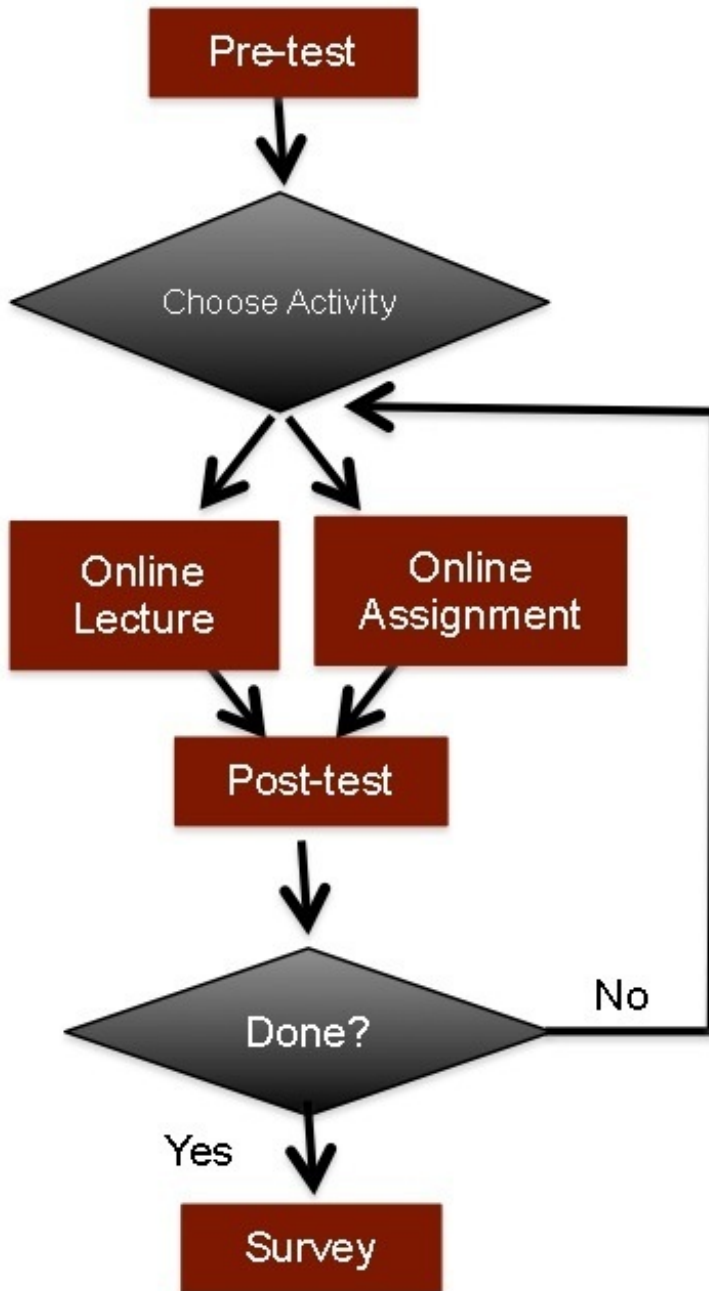 Pre-test
Choose Activity
Online
Lecture
Online
Assignment
Post-test
Done?
No
Yes
Survey